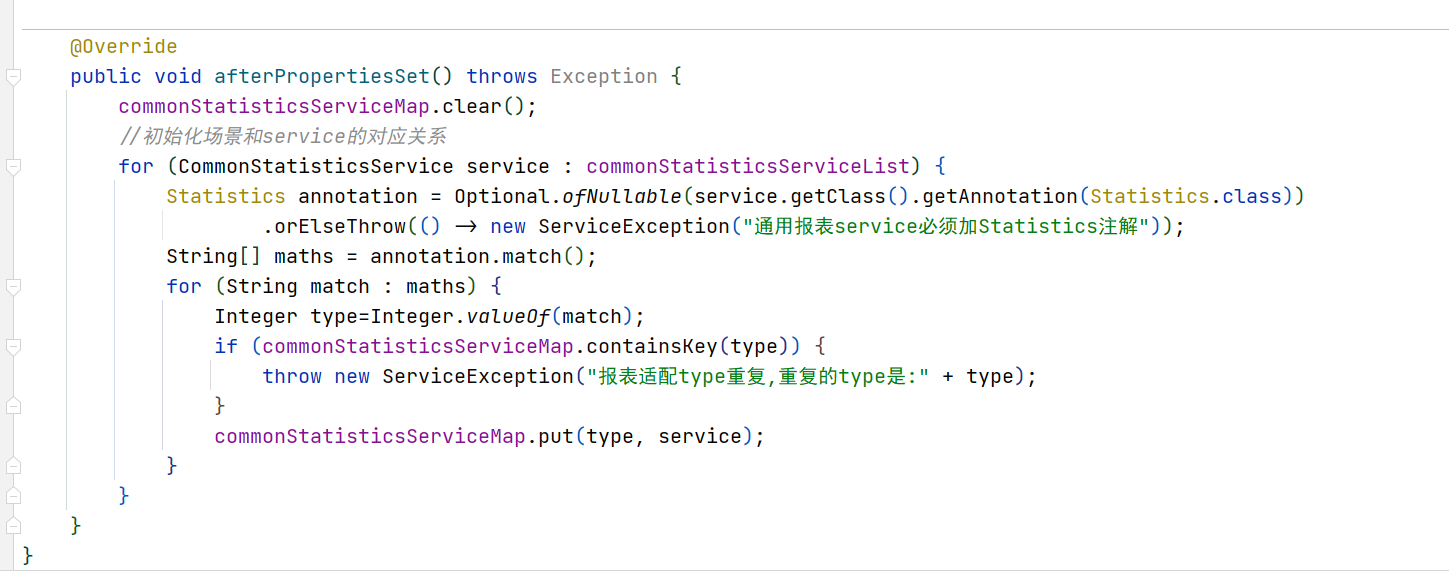 @Override
public void afterPropertiesSet() throws Exception {
commonStatisticsServiceMap.clear();
//初始化场景和service的对应关系
for (CommonStatisticsService service : commonStatisticsServiceList) {
Statistics annotation = Optional.ofNullable(service.getClass().getAnnotation(Statistics.class))
.orElseThrow(() -> new ServiceException("通用报表service必须加Statistics注解"));
String[] maths = annotation.match();
for (String match : maths) {
Integer type=Integer.valueOf(match);
if (commonStatisticsServiceMap.containsKey(type)) {
throw new ServiceException("报表适配type重复,重复的type是:" + type);
}
commonStatisticsServiceMap.put(type, service);
}
}
}
}